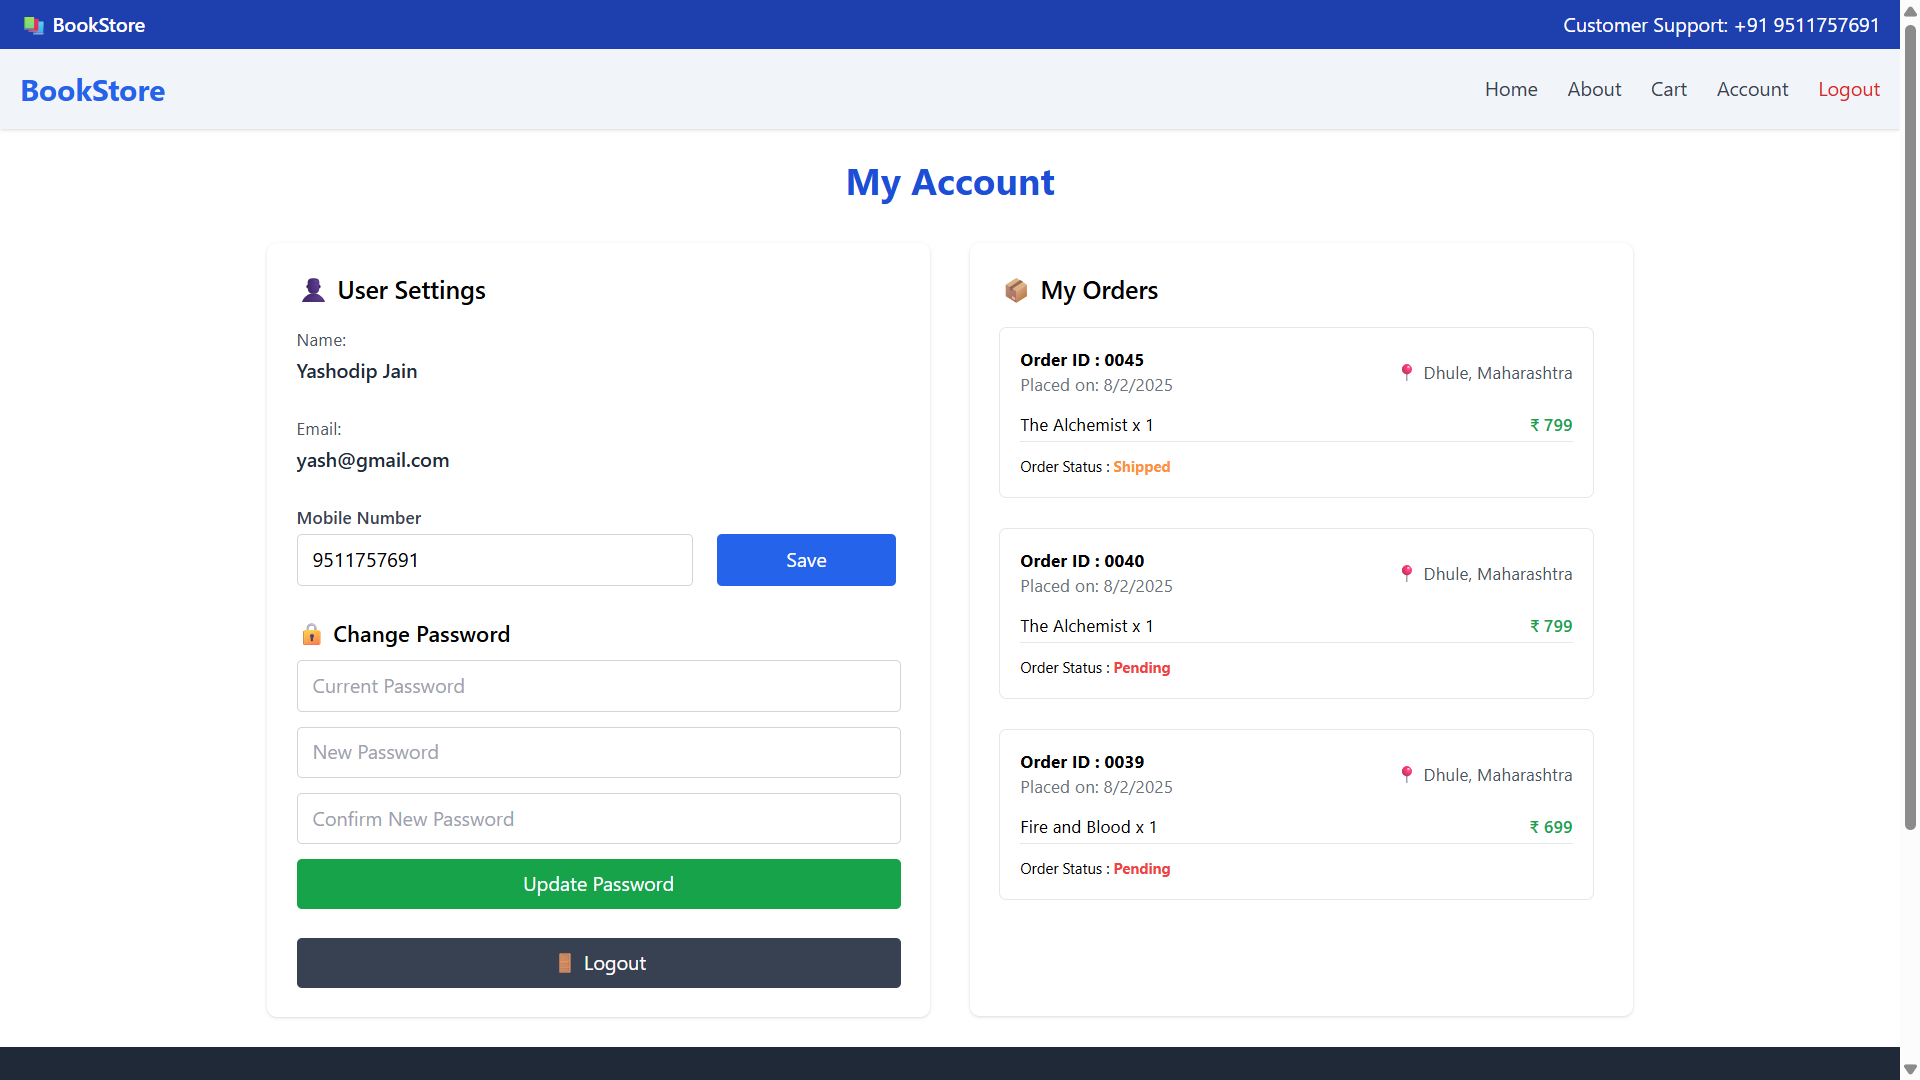 BookStore
Customer Support: +91 9511757691
BookStore
Home
About
Cart
Account
Logout
My Account
User Settings
Name:
Yashodip Jain
Email:
yash@gmail.com
Mobile Number
9511757691
Save
Change Password
Current Password
New Password
Confirm New Password
Update Password
Logout
My Orders
Order ID : 0045
Placed on: 8/2/2025
Dhule, Maharashtra
The Alchemist x 1
₹ 799
Order Status : Shipped
Order ID : 0040
Placed on: 8/2/2025
Dhule, Maharashtra
The Alchemist x 1
₹ 799
Order Status : Pending
Order ID : 0039
Placed on: 8/2/2025
Dhule, Maharashtra
Fire and Blood x 1
₹ 699
Order Status : Pending